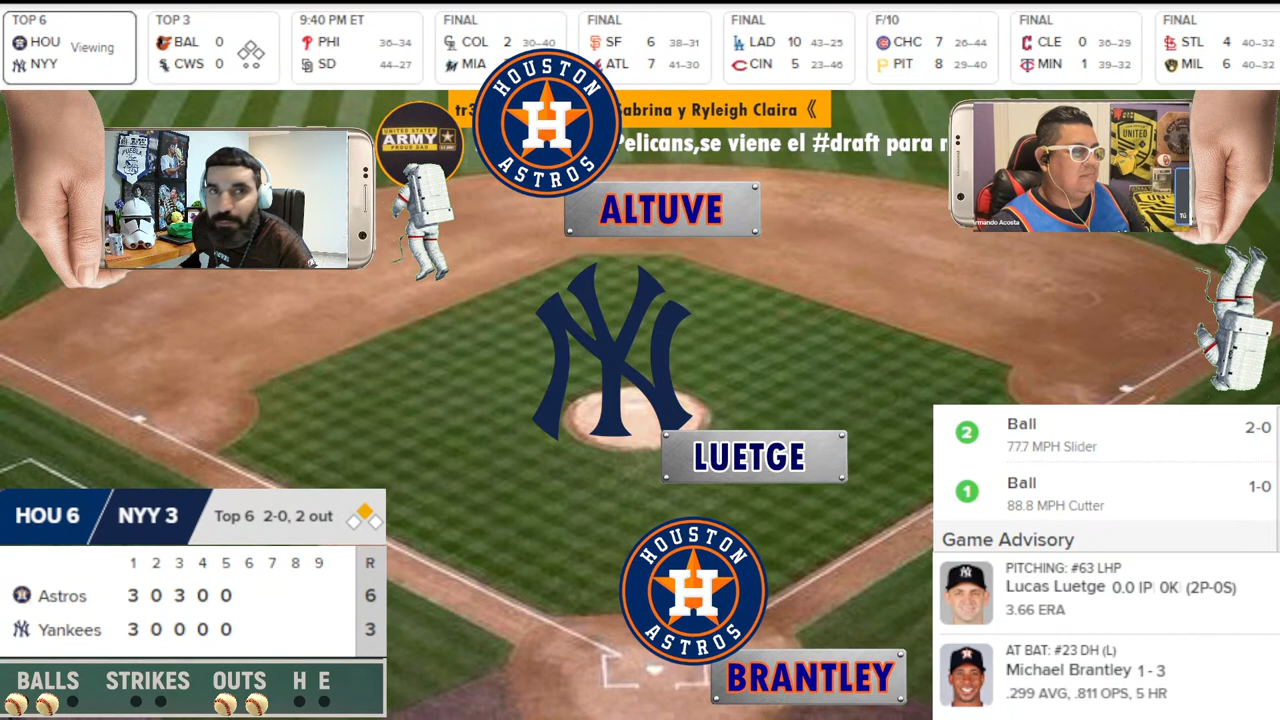 TOP 6
HOU Viewing
NYY
TOP 3
BAL 0
CWS 0
9:40 PM ET
PHI 36-34
SD 44-27
FINAL
COL 2 30-40
MIA
FINAL
SF 6 38-31
ATL 7 41-30
FINAL
LAD 10 43-25
CIN 5 23-46
F/10
CHC 7 26-44
PIT 8 29-40
FINAL
CLE 0 36-29
MIN 1 39-32
FINAL
STL 4 40-32
MIL 6 40-32
Sabrina y Ryleigh Claira 《
Pelicans,se viene el #draft para
UNITED STATES
ARMY
PROUD DAD
HOUSTON
H
ASTROS
ALTUVE
PUEBLA
UNITED
rmando Acosta
Tú
NY
LUETGE
2 Ball 2-0
77.7 MPH Slider
1 Ball 1-0
88.8 MPH Cutter
Game Advisory
PITCHING: #63 LHP
Lucas Luetge 0.0 IP 0K (2P-0S)
3.66 ERA
AT BAT: #23 DH (L)
Michael Brantley 1 - 3
.299 AVG, .811 OPS, 5 HR
HOU 6 NYY 3 Top 6 2-0, 2 out
1 2 3 4 5 6 7 8 9 R
Astros 3 0 3 0 0 6
Yankees 3 0 0 0 0 3
BALLS STRIKES OUTS H E
HOUSTON
H
ASTROS
BRANTLEY